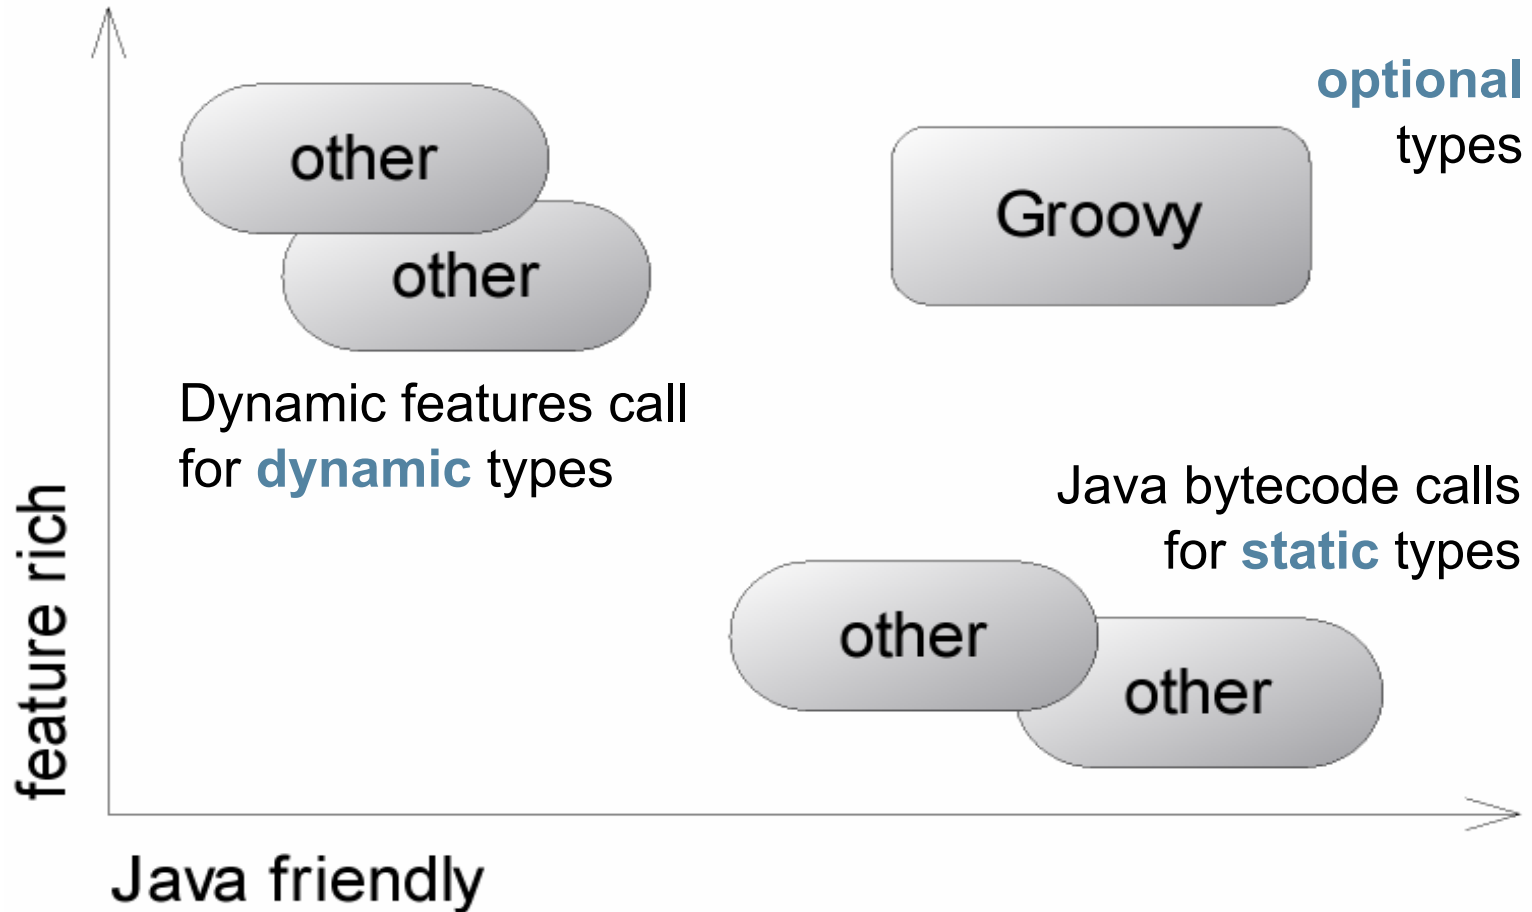 optional
types
other
Groovy
other
Dynamic features call
for dynamic types
Java bytecode calls
for static types
other
other
feature rich
Java friendly